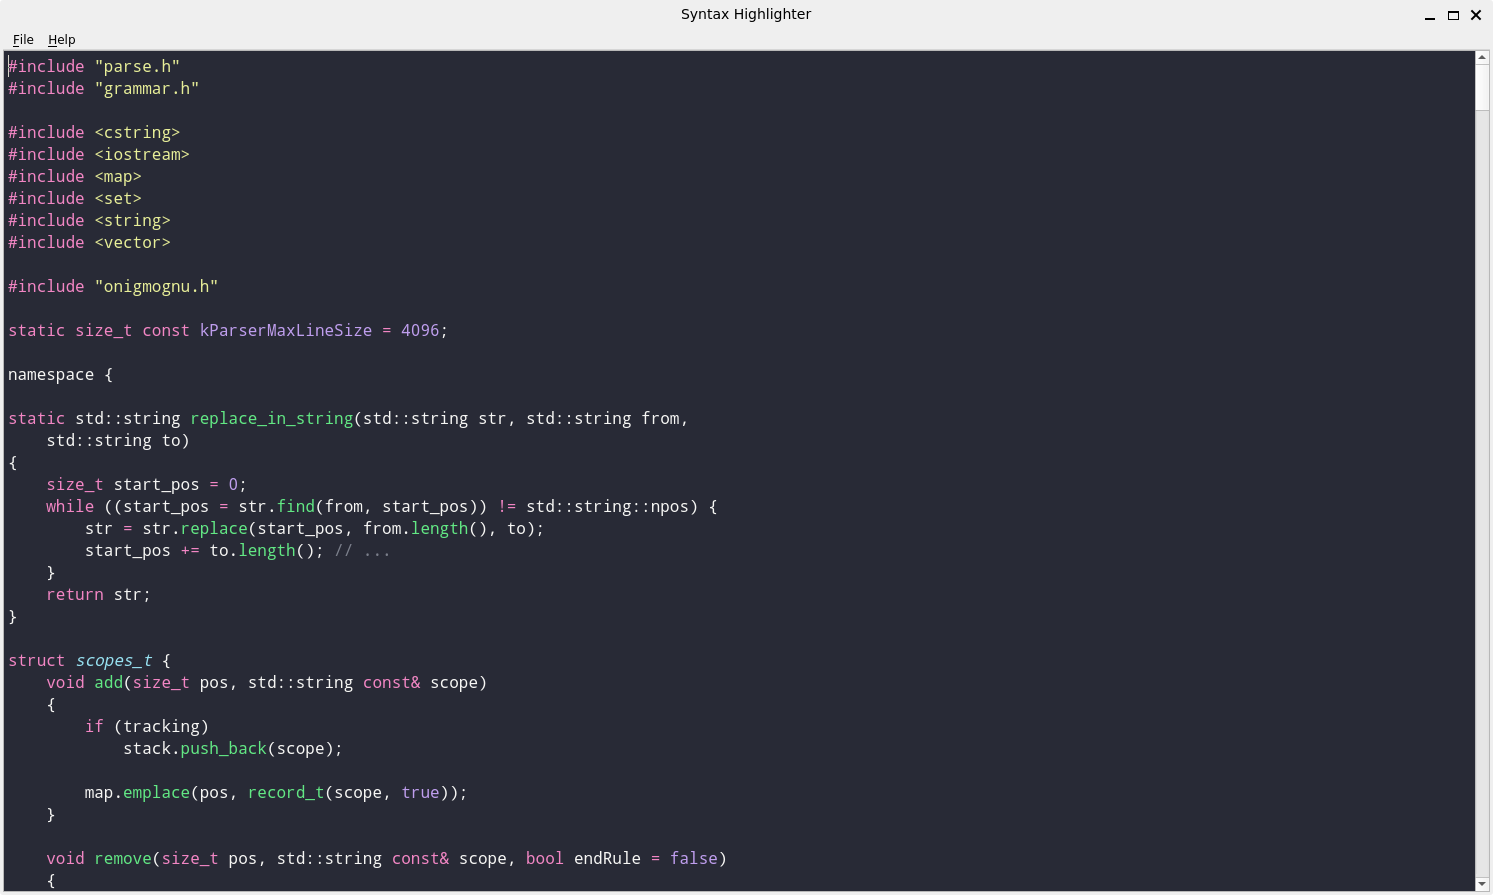 Syntax Highlighter
File Help
#include "parse.h"
#include "grammar.h"

#include <cstring>
#include <iostream>
#include <map>
#include <set>
#include <string>
#include <vector>

#include "onigmognu.h"

static size_t const kParserMaxLineSize = 4096;

namespace {

static std::string replace_in_string(std::string str, std::string from,
    std::string to)
{
    size_t start_pos = 0;
    while ((start_pos = str.find(from, start_pos)) != std::string::npos) {
        str = str.replace(start_pos, from.length(), to);
        start_pos += to.length(); // ...
    }
    return str;
}

struct scopes_t {
    void add(size_t pos, std::string const& scope)
    {
        if (tracking)
            stack.push_back(scope);

        map.emplace(pos, record_t(scope, true));
    }

    void remove(size_t pos, std::string const& scope, bool endRule = false)
    {